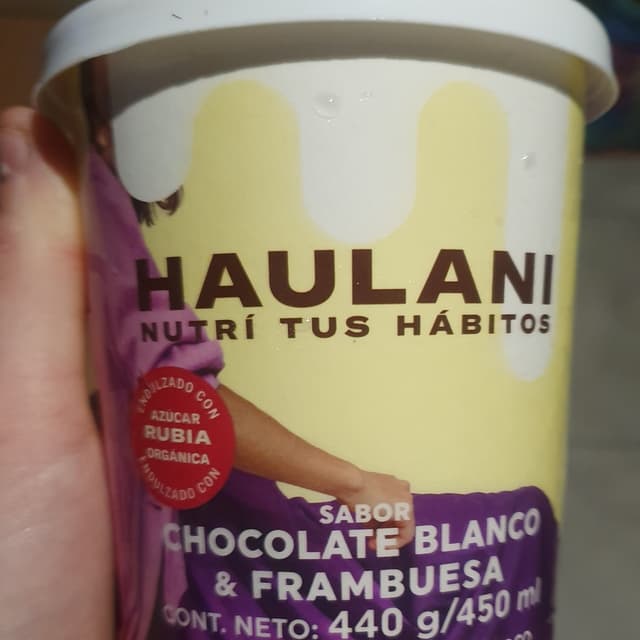 HAULANI
NUTRÍ TUS HÁBITOS
ENDULZADO CON
AZÚCAR
RUBIA
ORGÁNICA
ENDULZADO CON
SABOR
CHOCOLATE BLANCO
& FRAMBUESA
CONT. NETO: 440 g/450 ml